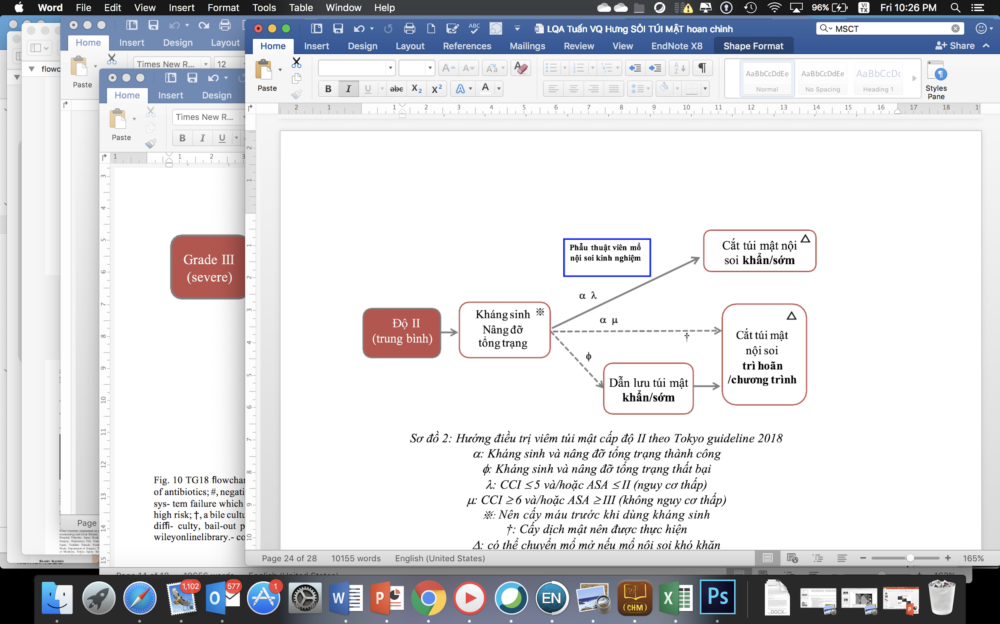 Word File Edit View Insert Format Tools Table Window Help
96% VI TX Fri 10:26 PM
LQA Tuấn VQ Hưng SỎI TÚI MẬT hoan chinh
MSCT
Home Insert Design Layout References Mailings Review View EndNote X8 Shape Format Share
Home Insert Design Layout
Paste
Times New R... 12
flowc
Home Insert Design
Paste
Times New R...
B I U
Paste
B I U abc X2 X2 A A
ABC
AaBbCcDdEe AaBbCcDdEe AaBbCcDc
Normal No Spacing Heading 1
Styles Pane
Grade III
(severe)
Fig. 10 TG18 flowchar
of antibiotics; #, negati
sys- tem failure which
high risk; †, a bile cultu
diffi- culty, bail-out p
wileyonlinelibrary.- co
Page
BILIARY INJURIES
Phẫu thuật viên mổ
nội soi kinh nghiệm
Cắt túi mật nội △
soi khẩn/sớm
α λ
Độ II
(trung bình)
Kháng sinh ※
Nâng đỡ
tổng trạng
α μ
†
ϕ
△
Cắt túi mật
nội soi
trì hoãn
/chương trình
Dẫn lưu túi mật
khẩn/sớm
Sơ đồ 2: Hướng điều trị viêm túi mật cấp độ II theo Tokyo guideline 2018
α: Kháng sinh và nâng đỡ tổng trạng thành công
ϕ: Kháng sinh và nâng đỡ tổng trạng thất bại
λ: CCI ≤5 và/hoặc ASA ≤II (nguy cơ thấp)
μ: CCI ≥6 và/hoặc ASA ≥III (không nguy cơ thấp)
※: Nên cấy máu trước khi dùng kháng sinh
†: Cấy dịch mật nên được thực hiện
Δ: có thể chuyển mổ mở nếu mổ nội soi khó khăn
Page 24 of 28 10155 words English (United States) 165%
1,102 577 1
EN
(CHM)
Ps
DOCX